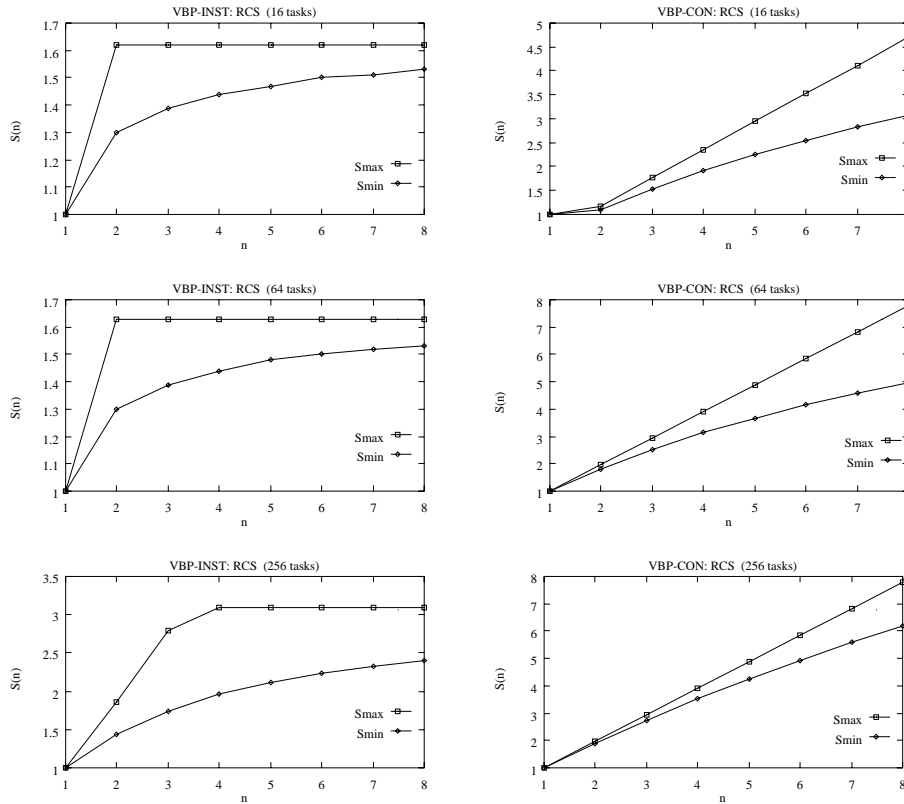 VBP-INST: RCS (16 tasks)
1.7
1.6
1.5
1.4
1.3
1.2
1.1
1
S(n)
Smax
Smin
1 2 3 4 5 6 7 8
n
VBP-CON: RCS (16 tasks)
5
4.5
4
3.5
3
2.5
2
1.5
1
S(n)
Smax
Smin
1 2 3 4 5 6 7
n
VBP-INST: RCS (64 tasks)
1.7
1.6
1.5
1.4
1.3
1.2
1.1
1
S(n)
Smax
Smin
1 2 3 4 5 6 7 8
n
VBP-CON: RCS (64 tasks)
8
7
6
5
4
3
2
1
S(n)
Smax
Smin
1 2 3 4 5 6 7
n
VBP-INST: RCS (256 tasks)
3.5
3
2.5
2
1.5
1
S(n)
Smax
Smin
1 2 3 4 5 6 7 8
n
VBP-CON: RCS (256 tasks)
8
7
6
5
4
3
2
1
S(n)
Smax
Smin
1 2 3 4 5 6 7 8
n